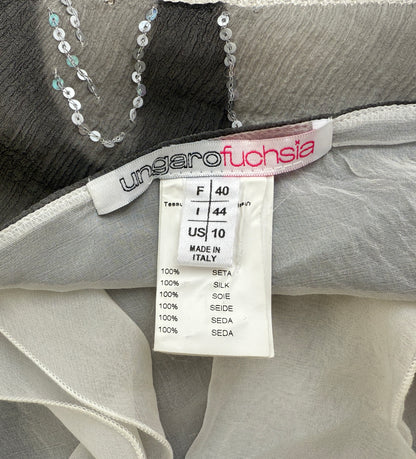 ungarofuchsia
F 40
I 44
US 10
MADE IN
ITALY
100% SETA
100% SILK
100% SOIE
100% SEIDE
100% SEDA
100% SEDA